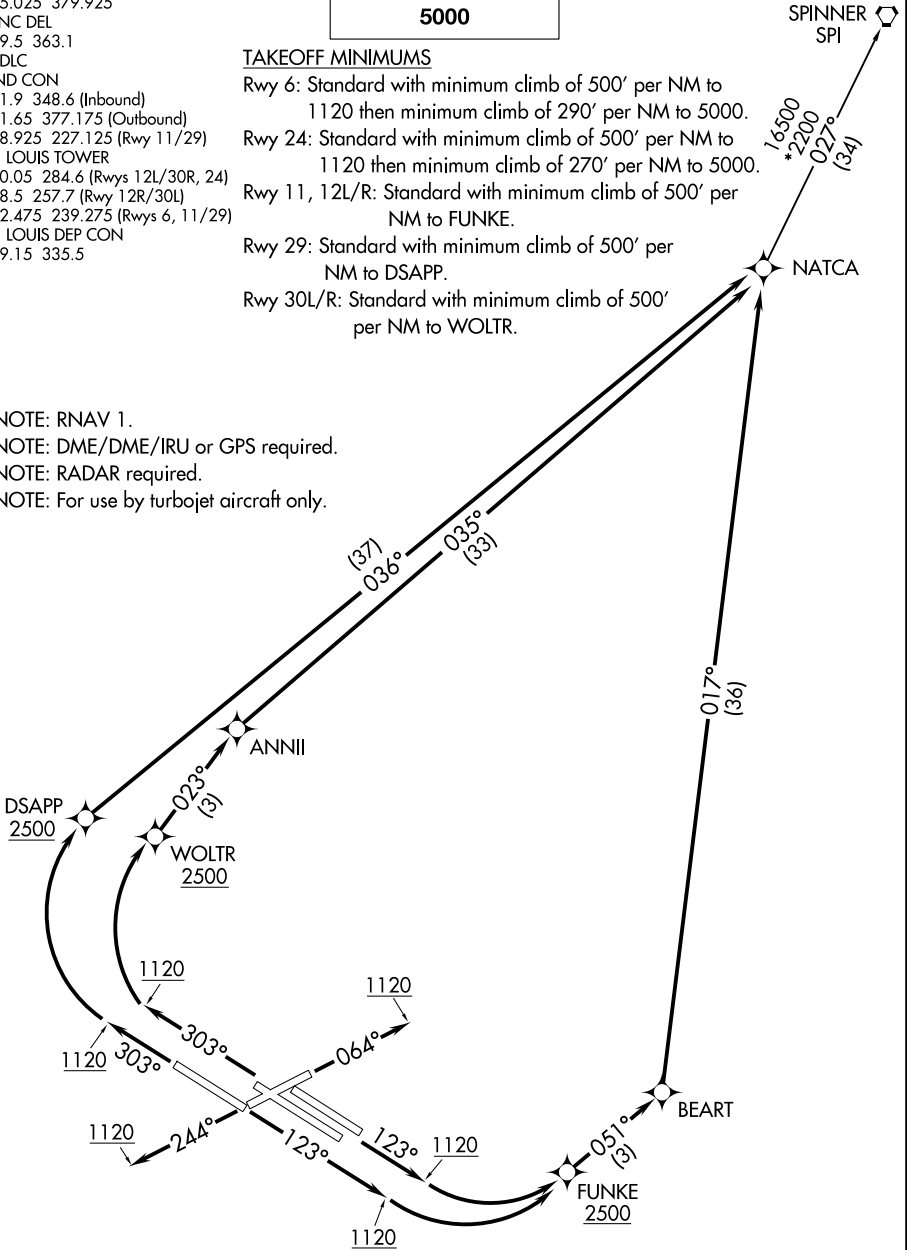 5.025 379.925
NC DEL
9.5 363.1
DLC
ND CON
1.9 348.6 (Inbound)
1.65 377.175 (Outbound)
8.925 227.125 (Rwy 11/29)
LOUIS TOWER
0.05 284.6 (Rwys 12L/30R, 24)
8.5 257.7 (Rwy 12R/30L)
2.475 239.275 (Rwys 6, 11/29)
LOUIS DEP CON
9.15 335.5
5000
TAKEOFF MINIMUMS
Rwy 6: Standard with minimum climb of 500' per NM to
1120 then minimum climb of 290' per NM to 5000.
Rwy 24: Standard with minimum climb of 500' per NM to
1120 then minimum climb of 270' per NM to 5000.
Rwy 11, 12L/R: Standard with minimum climb of 500' per
NM to FUNKE.
Rwy 29: Standard with minimum climb of 500' per
NM to DSAPP.
Rwy 30L/R: Standard with minimum climb of 500'
per NM to WOLTR.
SPINNER
SPI
16500
*2200
027°
(34)
NATCA
NOTE: RNAV 1.
NOTE: DME/DME/IRU or GPS required.
NOTE: RADAR required.
NOTE: For use by turbojet aircraft only.
(37)
036°
035°
(33)
017°
(36)
ANNII
023°
(3)
DSAPP
2500
WOLTR
2500
1120
1120
1120
303°
303°
064°
1120
244°
123°
123°
1120
1120
051°
(3)
BEART
FUNKE
2500